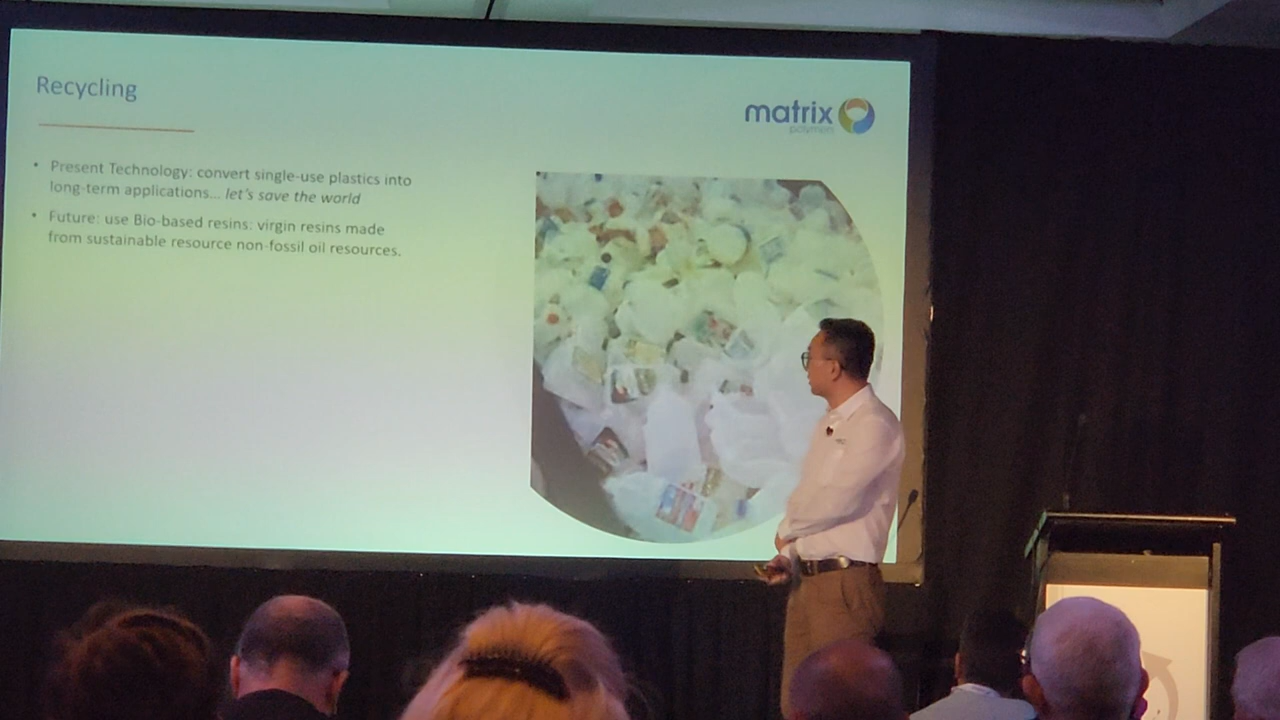 Recycling
matrix
polymers
• Present Technology: convert single-use plastics into
long-term applications... let's save the world
• Future: use Bio-based resins: virgin resins made
from sustainable resource non-fossil oil resources.